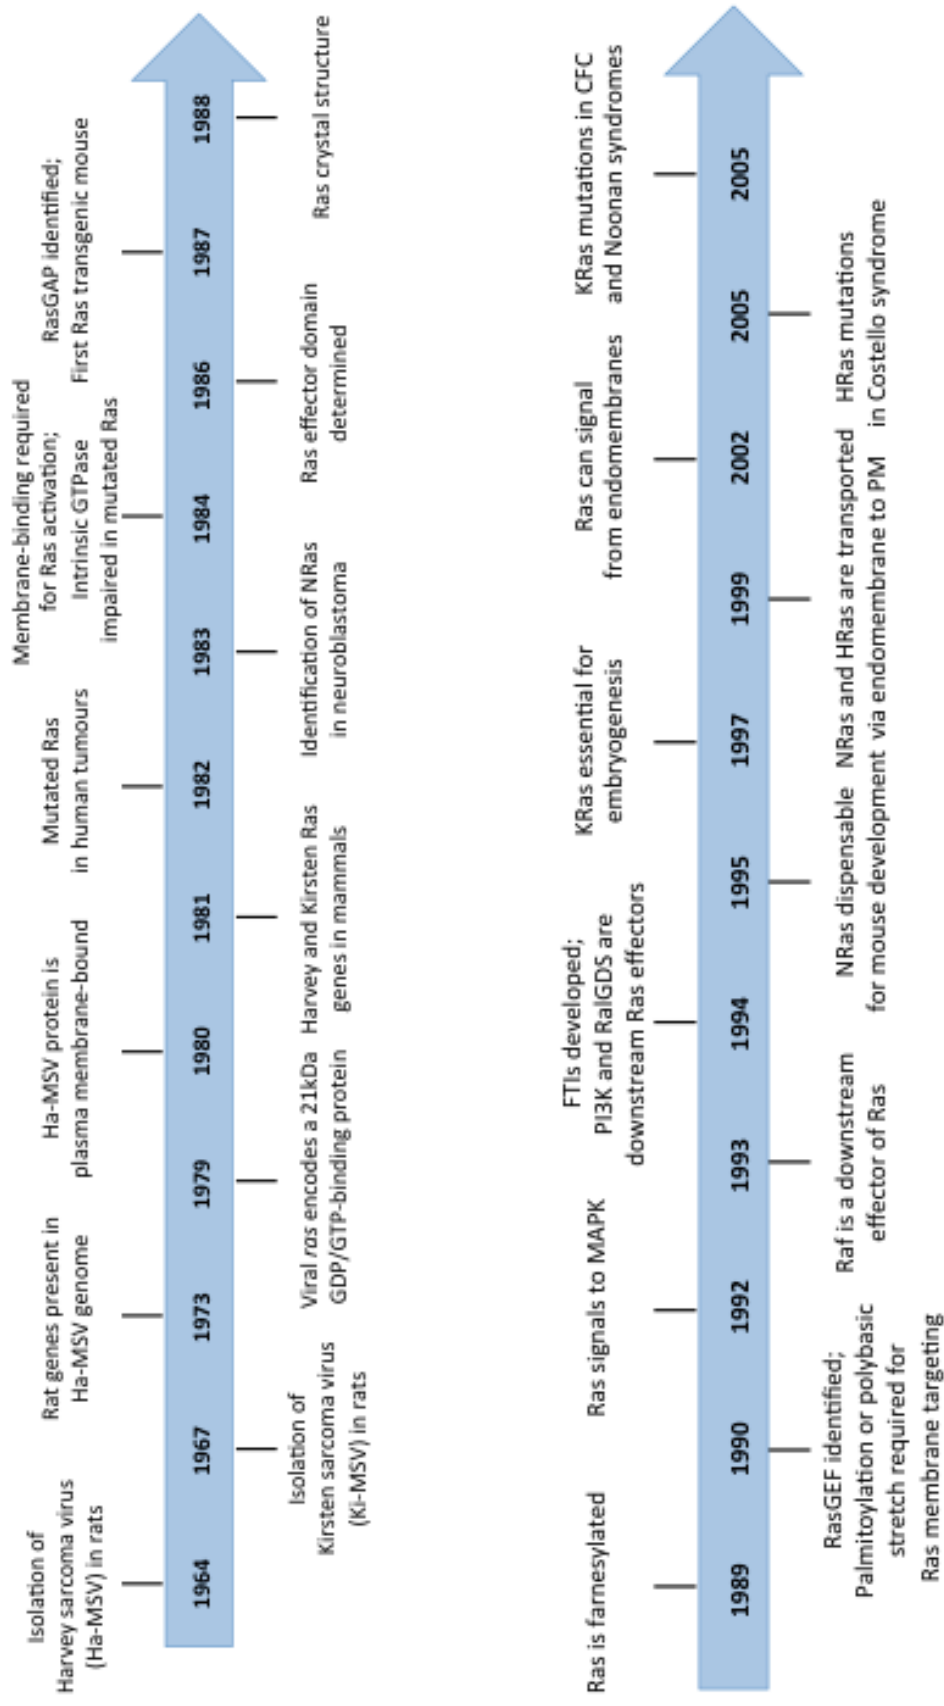 Isolation of
Harvey sarcoma virus
(Ha-MSV) in rats
Rat genes present in
Ha-MSV genome
Ha-MSV protein is
plasma membrane-bound
Mutated Ras
in human tumours
Membrane-binding required
for Ras activation;
Intrinsic GTPase
impaired in mutated Ras
RasGAP identified;
First Ras transgenic mouse
1964
1967
1973
1979
1980
1981
1982
1983
1984
1986
1987
1988
Isolation of
Kirsten sarcoma virus
(Ki-MSV) in rats
Viral ras encodes a 21kDa
GDP/GTP-binding protein
Harvey and Kirsten Ras
genes in mammals
Identification of NRas
in neuroblastoma
Ras effector domain
determined
Ras crystal structure
Ras is farnesylated
Ras signals to MAPK
FTIs developed;
PI3K and RalGDS are
downstream Ras effectors
KRas essential for
embryogenesis
Ras can signal
from endomembranes
KRas mutations in CFC
and Noonan syndromes
1989
1990
1992
1993
1994
1995
1997
1999
2002
2005
2005
RasGEF identified;
Palmitoylation or polybasic
stretch required for
Ras membrane targeting
Raf is a downstream
effector of Ras
NRas dispensable
for mouse development
NRas and HRas are transported
via endomembrane to PM
HRas mutations
in Costello syndrome